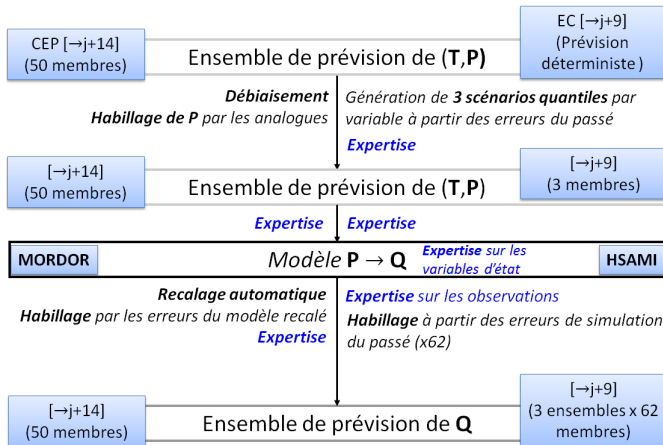 CEP [→j+14]
(50 membres)
Ensemble de prévision de (T,P)
EC [→j+9]
(Prévision
déterministe )
Débiaisement
Habillage de P par les analogues
Génération de 3 scénarios quantiles par
variable à partir des erreurs du passé
Expertise
[→j+14]
(50 membres)
Ensemble de prévision de (T,P)
[→j+9]
(3 membres)
Expertise
Expertise
MORDOR
Modèle P → Q
Expertise sur les
variables d'état
HSAMI
Recalage automatique
Habillage par les erreurs du modèle recalé
Expertise
Expertise sur les observations
Habillage à partir des erreurs de simulation
du passé (x62)
[→j+14]
(50 membres)
Ensemble de prévision de Q
[→j+9]
(3 ensembles x 62
membres)